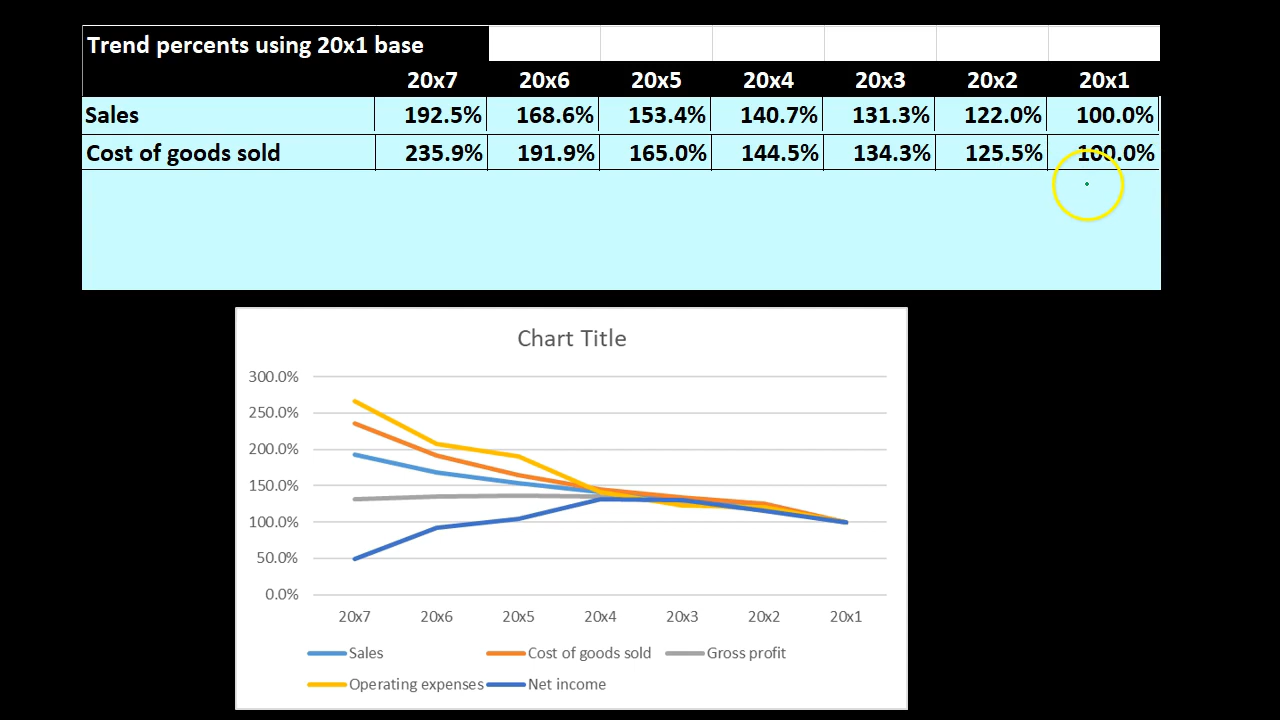 Trend percents using 20x1 base
20x7 20x6 20x5 20x4 20x3 20x2 20x1
Sales 192.5% 168.6% 153.4% 140.7% 131.3% 122.0% 100.0%
Cost of goods sold 235.9% 191.9% 165.0% 144.5% 134.3% 125.5% 100.0%
Chart Title
300.0%
250.0%
200.0%
150.0%
100.0%
50.0%
0.0%
20x7 20x6 20x5 20x4 20x3 20x2 20x1
Sales Cost of goods sold Gross profit
Operating expenses Net income